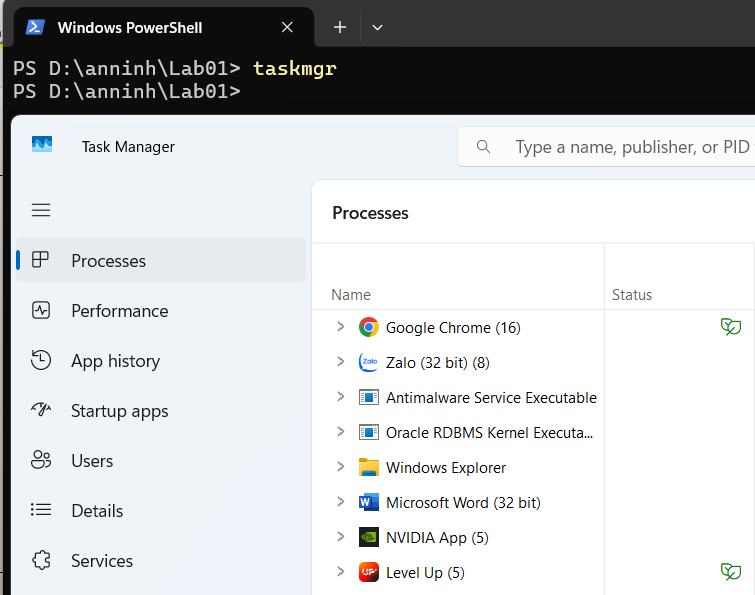 Windows PowerShell
PS D:\anninh\Lab01> taskmgr
PS D:\anninh\Lab01>
Task Manager
Type a name, publisher, or PID
Processes
Processes
Performance
App history
Startup apps
Users
Details
Services
Name
Status
Google Chrome (16)
Zalo
Zalo (32 bit) (8)
Antimalware Service Executable
Oracle RDBMS Kernel Executa...
Windows Explorer
W
Microsoft Word (32 bit)
NVIDIA App (5)
UP
Level Up (5)